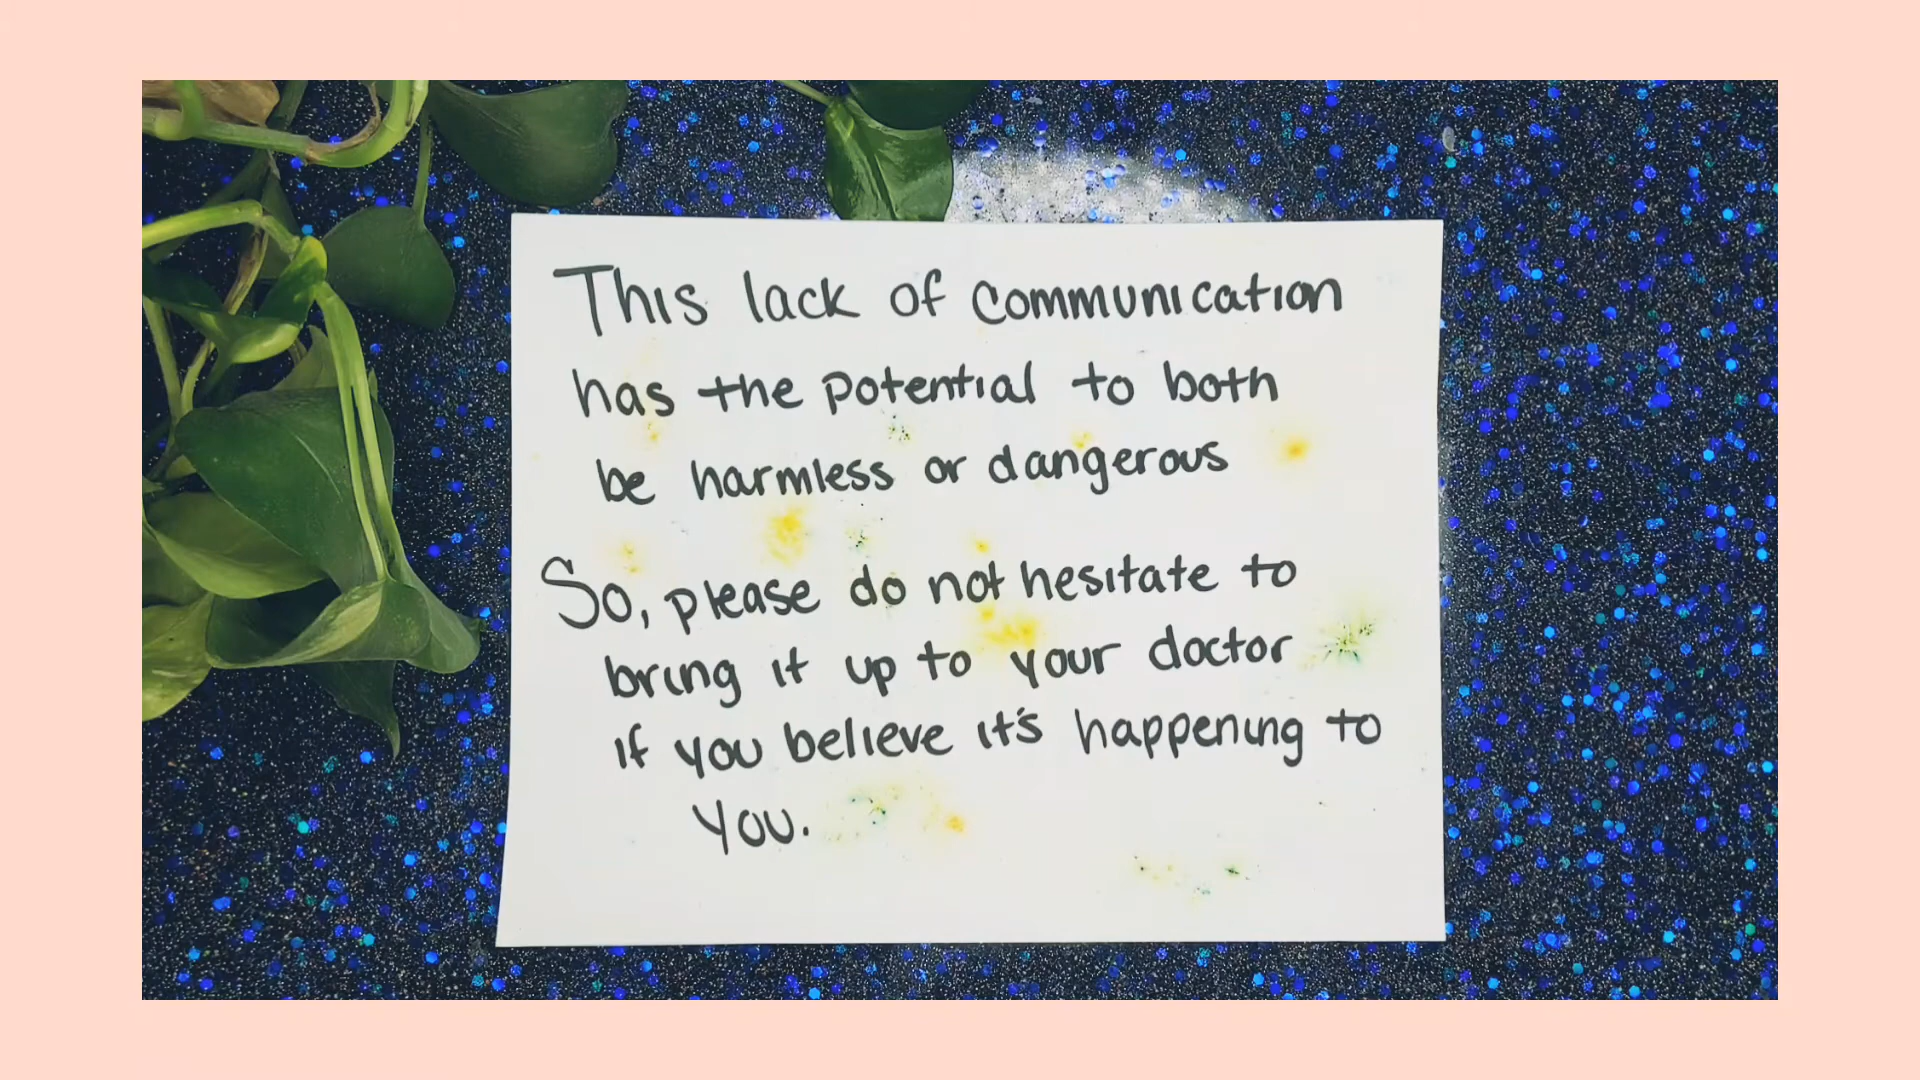 This lack of communication
has the potential to both
be harmless or dangerous
So, please do not hesitate to
bring it up to your doctor
if you believe it's happening to
you.